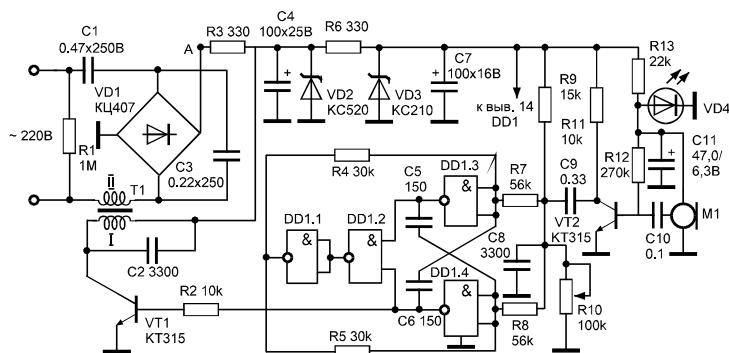 C1
0.47x250В
VD1
КЦ407
~ 220В
R1
1М
A
R3 330
C4
100x25В
+
VD2
КС520
R6 330
VD3
КС210
+
C7
100x16В
к выв. 14
DD1
R9
15k
R11
10k
R13
22k
VD4
C11
47,0/
6,3В
+
R12
270k
C3
0.22x250
II
T1
I
C2 3300
R4 30k
C5
150
DD1.3
&
R7
56k
C9
0.33
VT2
КТ315
C10
0.1
M1
DD1.1
&
DD1.2
&
C8
3300
DD1.4
&
R10
100k
R2 10k
C6 150
R8
56k
VT1
КТ315
R5 30k